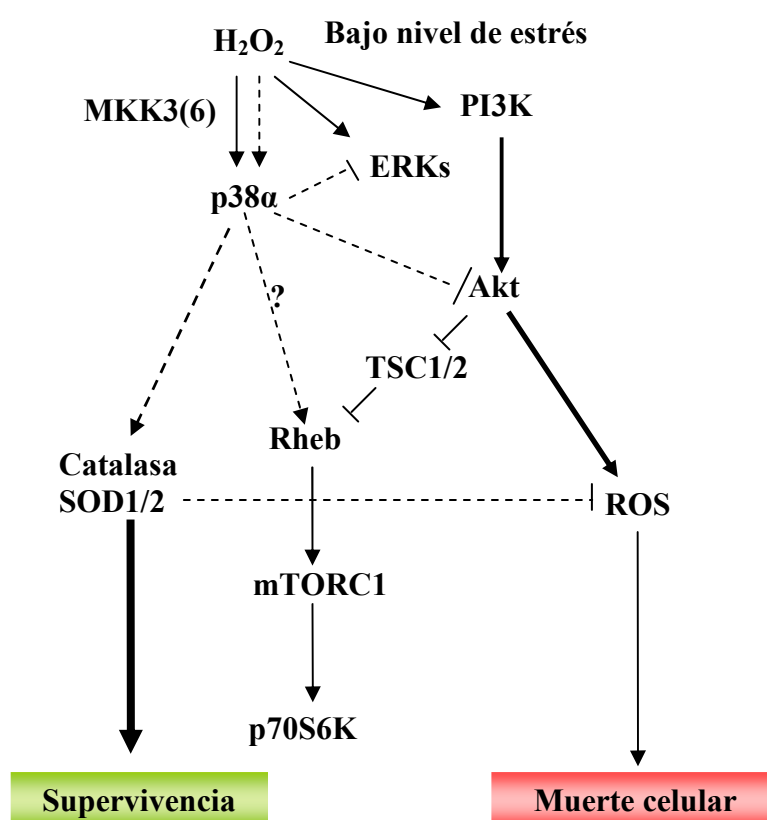 Bajo nivel de estrés
H₂O₂
MKK3(6)
PI3K
ERKs
p38α
?
Akt
TSC1/2
Rheb
Catalasa
SOD1/2
ROS
mTORC1
p70S6K
Supervivencia
Muerte celular